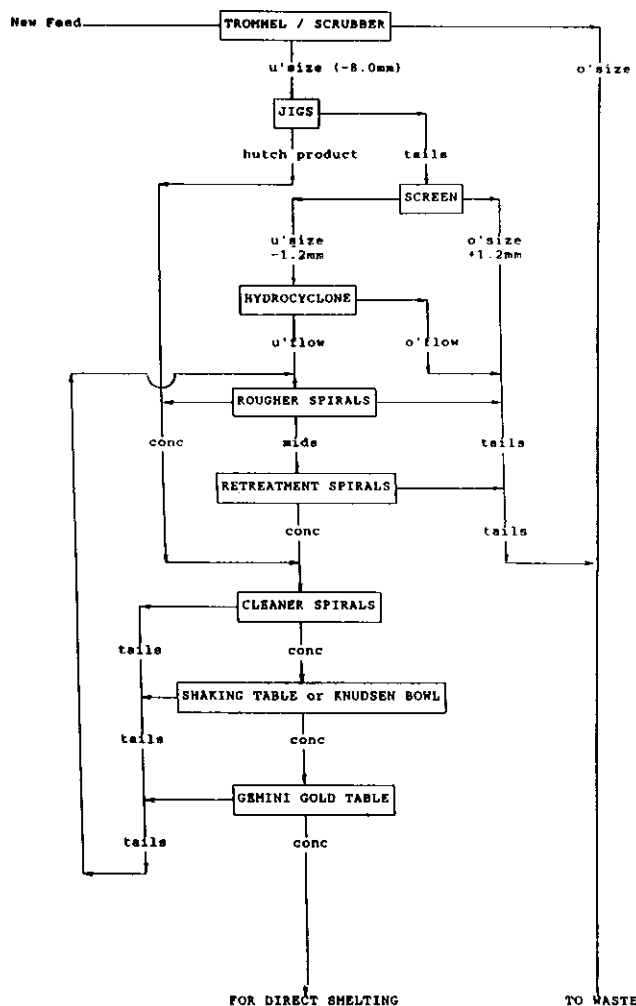 New Feed
TROMMEL / SCRUBBER
u'size (-8.0mm)
o'size
JIGS
hutch product
tails
SCREEN
u'size
-1.2mm
o'size
+1.2mm
HYDROCYCLONE
u'flow
o'flow
ROUGHER SPIRALS
conc
mids
tails
RETREATMENT SPIRALS
conc
tails
CLEANER SPIRALS
tails
conc
SHAKING TABLE or KNUDSEN BOWL
tails
conc
GEMINI GOLD TABLE
tails
conc
FOR DIRECT SMELTING
TO WASTE